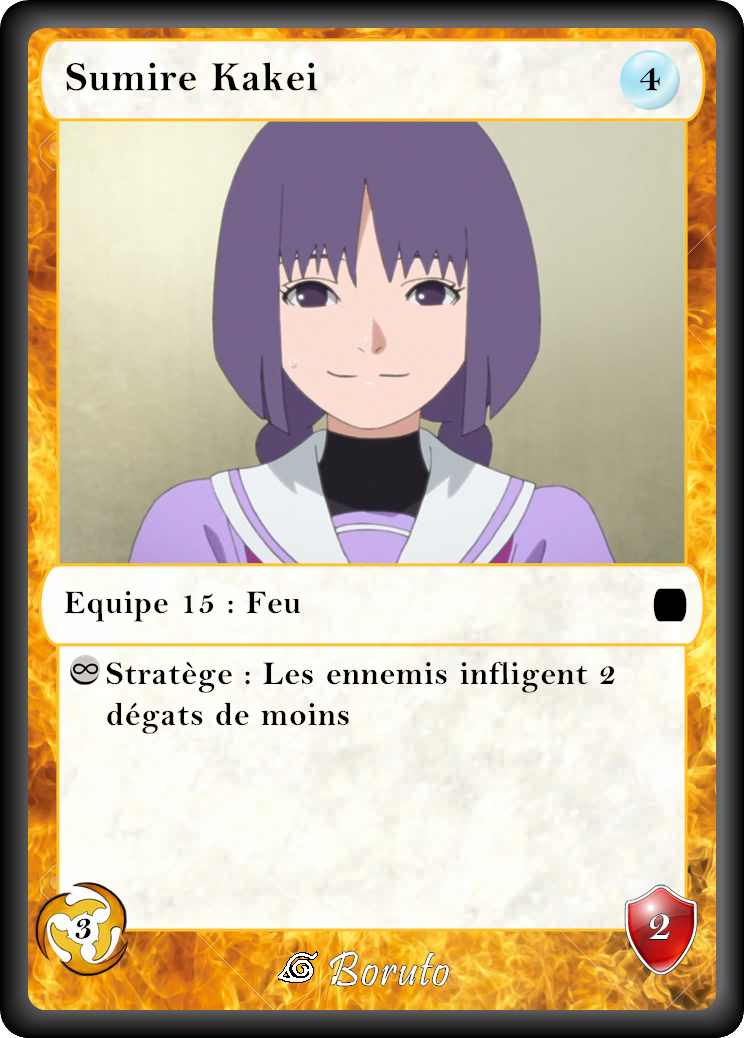 Sumire Kakei
4
Equipe 15 : Feu
∞ Stratège : Les ennemis infligent 2
dégats de moins
3
2
Boruto